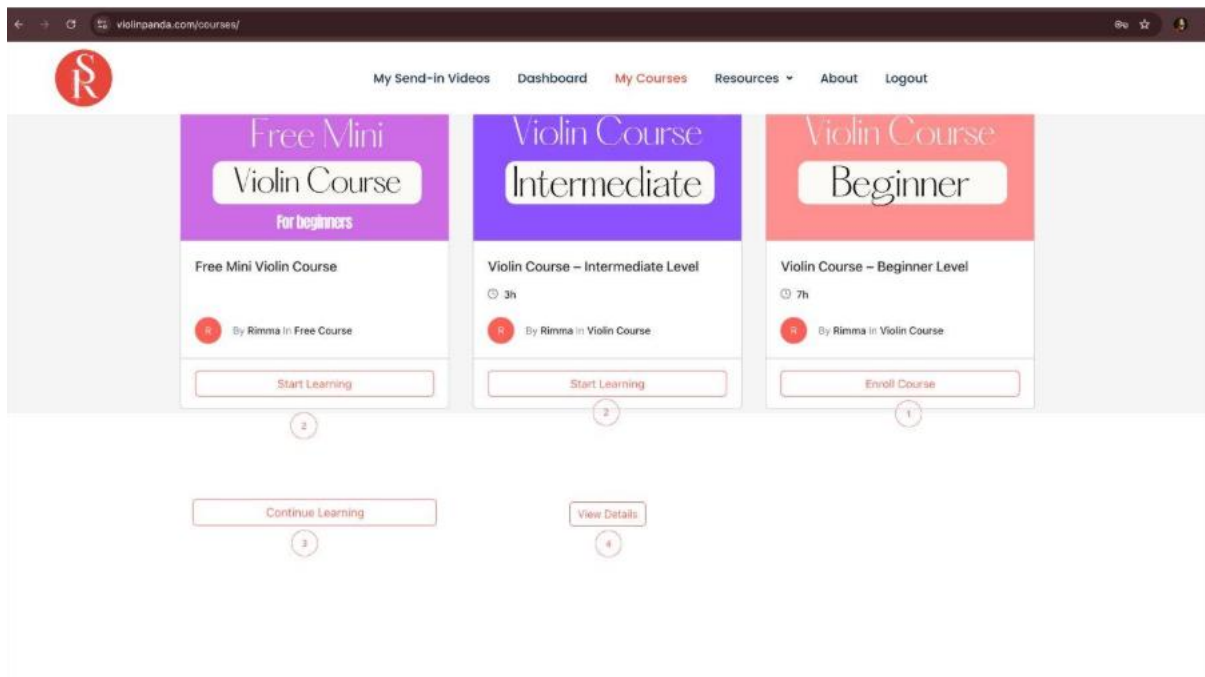 violinpanda.com/courses/
SR
My Send-in Videos Dashboard My Courses Resources About Logout
Free Mini
Violin Course
For beginners
Violin Course
Intermediate
Violin Course
Beginner
Free Mini Violin Course
Violin Course – Intermediate Level
Violin Course – Beginner Level
3h
7h
R By Rimma In Free Course
R By Rimma In Violin Course
R By Rimma In Violin Course
Start Learning
Start Learning
Enroll Course
2
2
1
Continue Learning
View Details
3
4